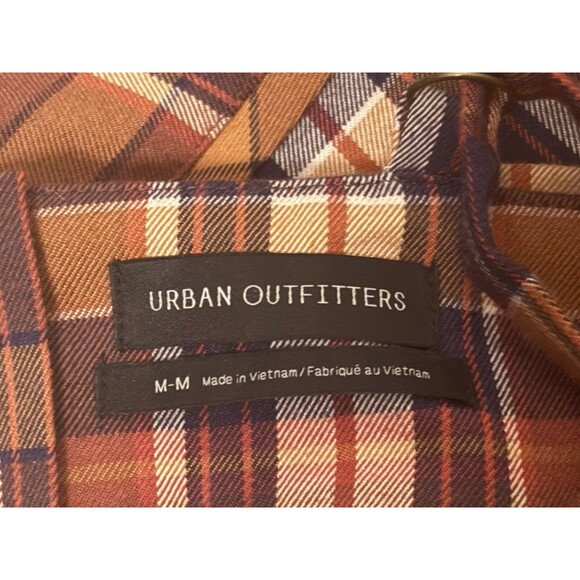 URBAN OUTFITTERS
M-M Made in Vietnam/Fabriqué au Vietnam